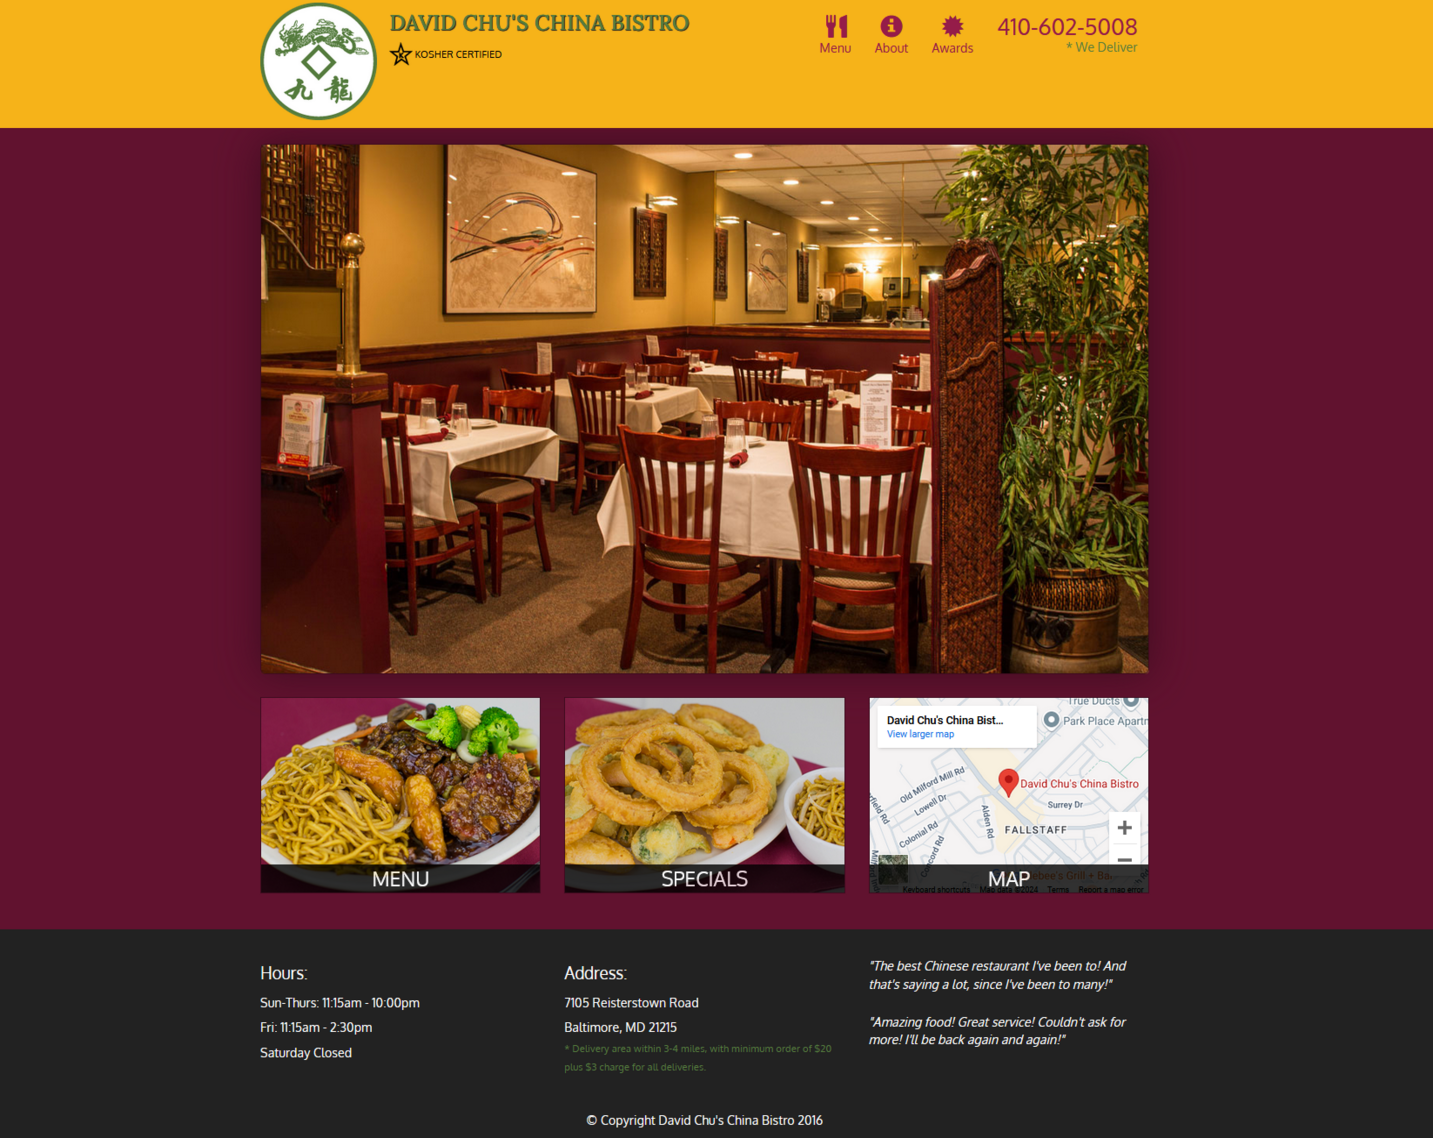 九 龍
DAVID CHU'S CHINA BISTRO
K
KOSHER CERTIFIED
Menu
About
Awards
410-602-5008
* We Deliver
MENU
SPECIALS
True Ducts
Park Place Apartm
David Chu's China Bist...
View larger map
Old Milford Mill Rd
David Chu's China Bistro
Lowell Dr
Surrey Dr
Alden Rd
Colonial Rd
FALLSTAFF
MAP
Keyboard shortcuts Map data ©2024 Terms Report a map error
Hours:
Sun-Thurs: 11:15am - 10:00pm
Fri: 11:15am - 2:30pm
Saturday Closed
Address:
7105 Reisterstown Road
Baltimore, MD 21215
* Delivery area within 3-4 miles, with minimum order of $20
plus $3 charge for all deliveries.
"The best Chinese restaurant I've been to! And
that's saying a lot, since I've been to many!"
"Amazing food! Great service! Couldn't ask for
more! I'll be back again and again!"
© Copyright David Chu's China Bistro 2016